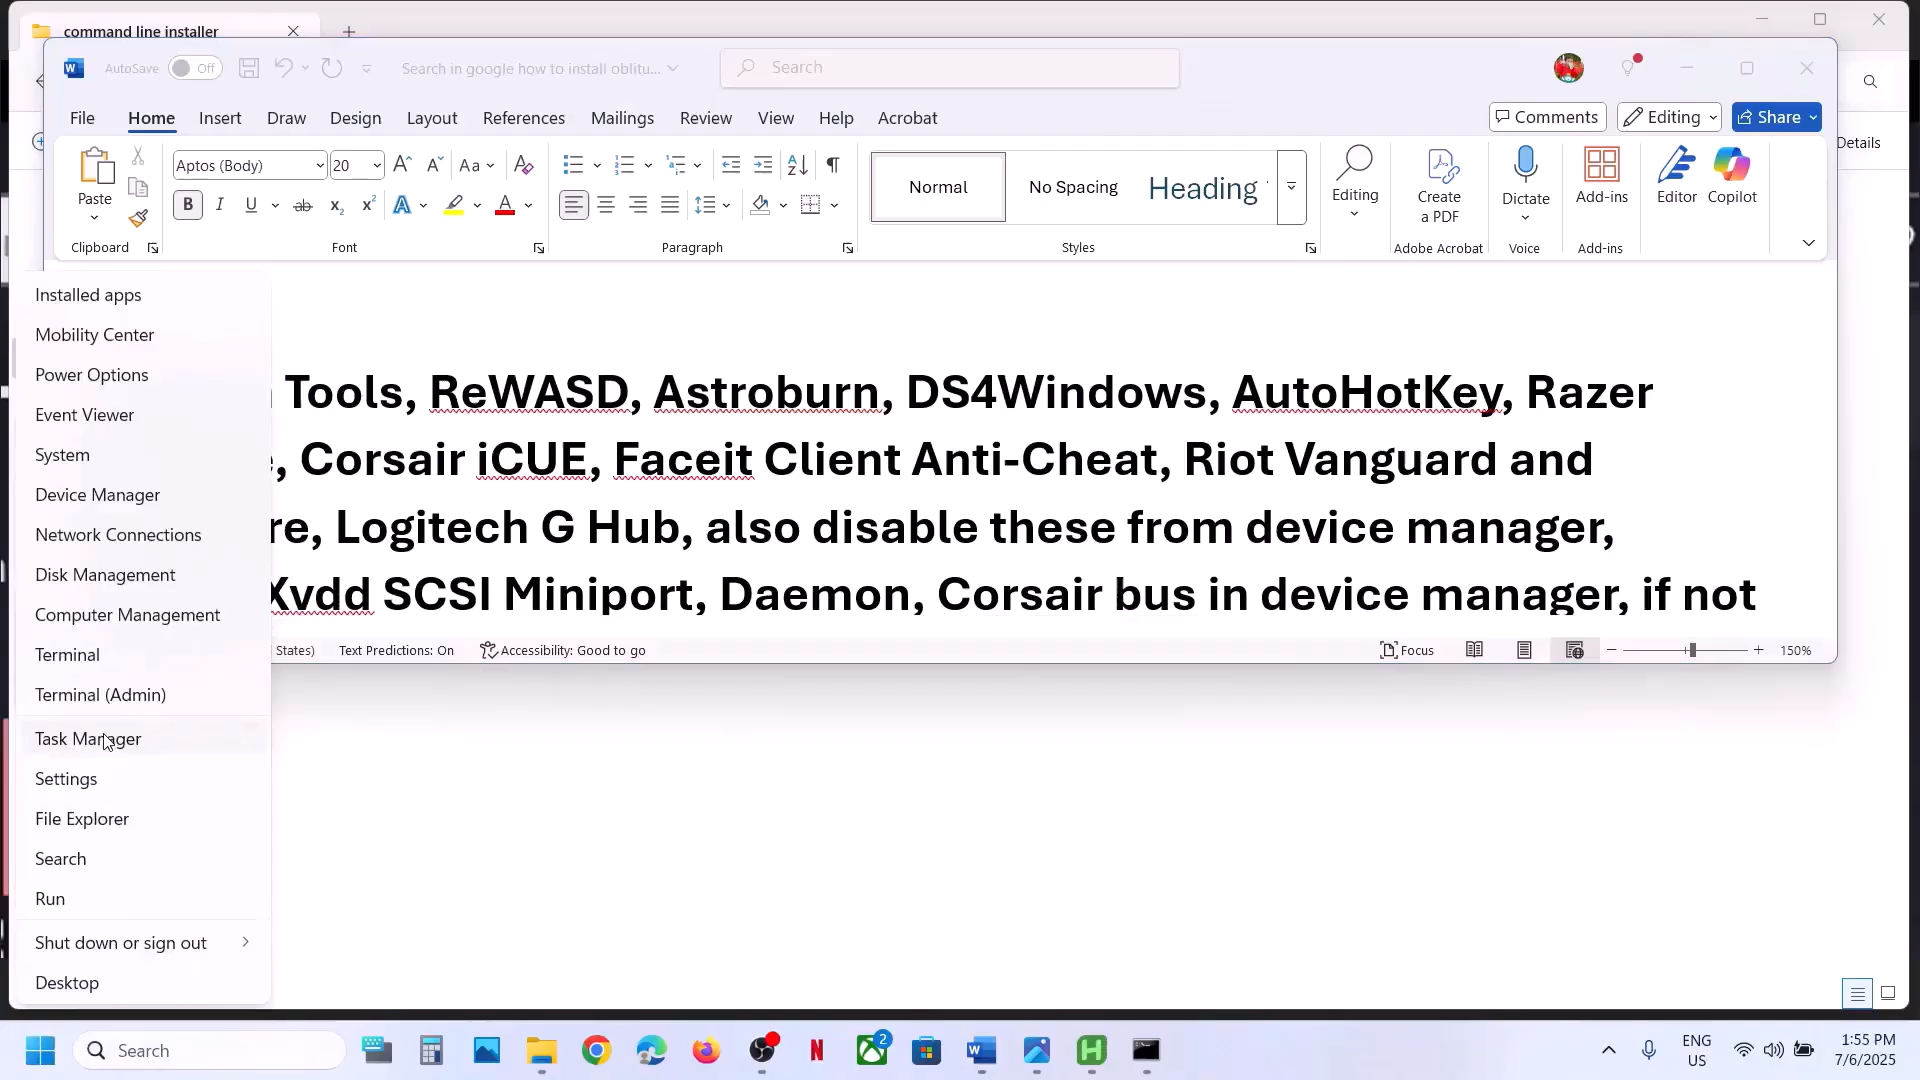 command line installer
AutoSave Off Search in google how to install oblitu... Search
File Home Insert Draw Design Layout References Mailings Review View Help Acrobat Comments Editing Share
Details
Paste
Aptos (Body) 20 Aa
Normal No Spacing Heading
Editing
Create
a PDF
Dictate Add-ins Editor Copilot
Clipboard Font Paragraph Styles Adobe Acrobat Voice Add-ins
Installed apps
Mobility Center
Power Options
Event Viewer
System
Device Manager
Network Connections
Disk Management
Computer Management
Terminal
Terminal (Admin)
Task Manager
Settings
File Explorer
Search
Run
Shut down or sign out
Desktop
Tools, ReWASD, Astroburn, DS4Windows, AutoHotKey, Razer
Corsair iCUE, Faceit Client Anti-Cheat, Riot Vanguard and
re, Logitech G Hub, also disable these from device manager,
Xvdd SCSI Miniport, Daemon, Corsair bus in device manager, if not
States) Text Predictions: On Accessibility: Good to go Focus 150%
Search
2
ENG
US
1:55 PM
7/6/2025